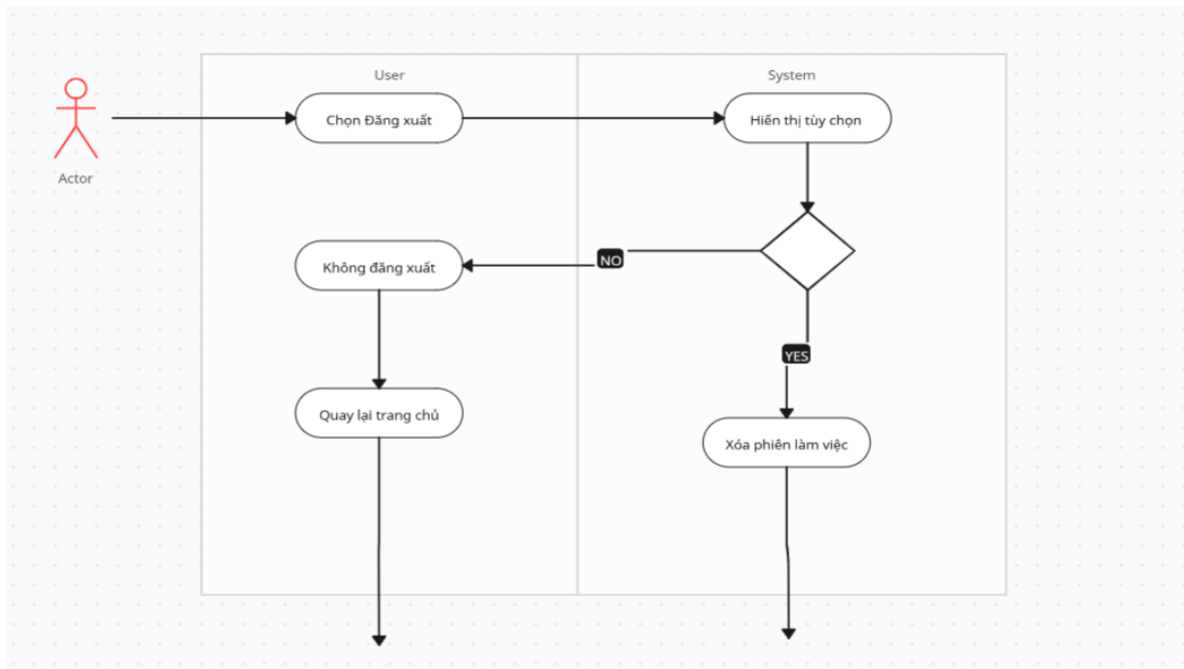 User
System
Chọn Đăng xuất
Hiển thị tùy chọn
Actor
NO
Không đăng xuất
YES
Quay lại trang chủ
Xóa phiên làm việc